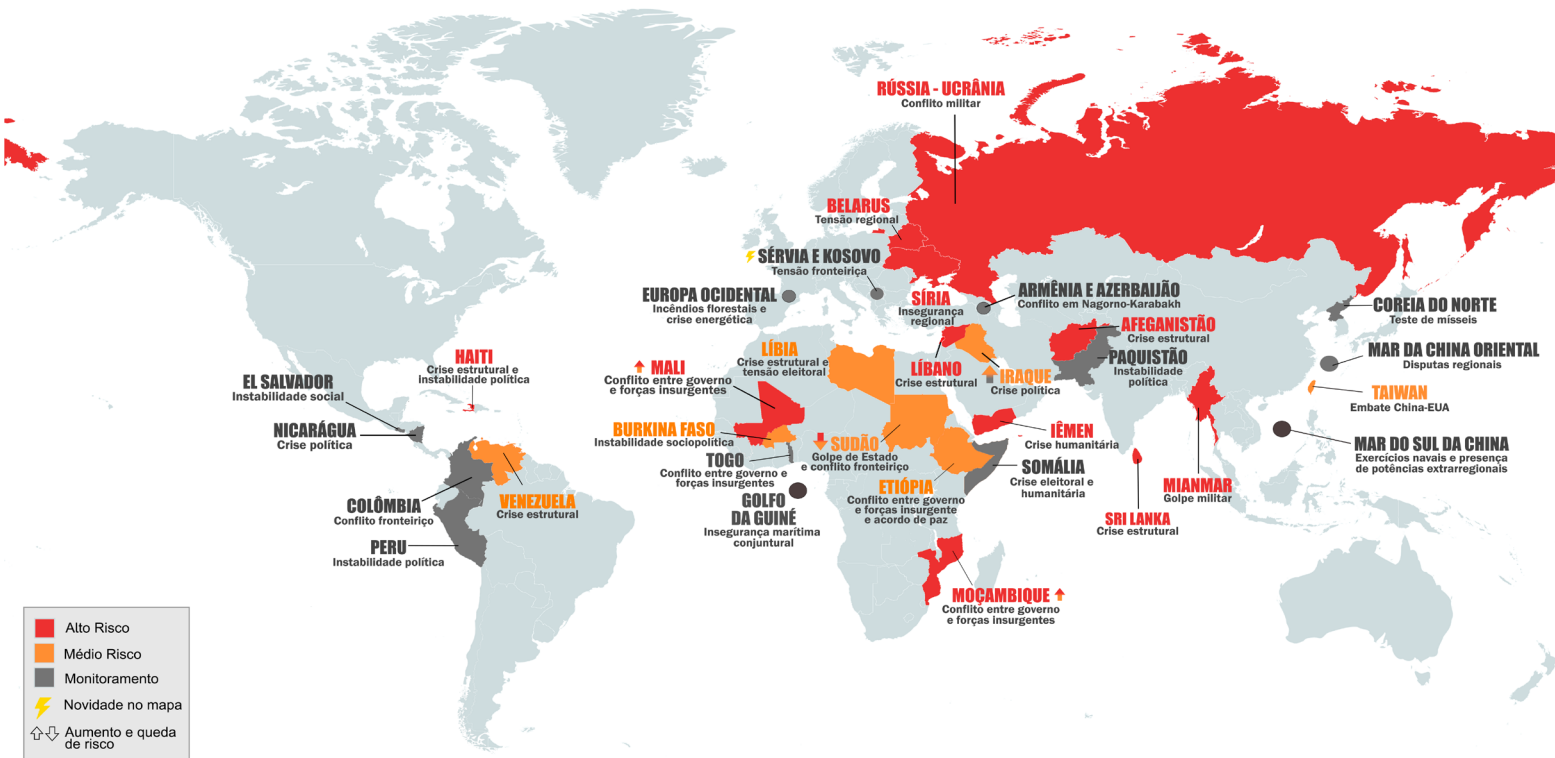 RÚSSIA - UCRÂNIA
Conflito militar
BELARUS
Tensão regional
SÉRVIA E KOSOVO
Tensão fronteiriça
EUROPA OCIDENTAL
Incêndios florestais e
crise energética
SÍRIA
Insegurança
regional
ARMÊNIA E AZERBAIJÃO
Conflito em Nagorno-Karabakh
COREIA DO NORTE
Teste de mísseis
AFEGANISTÃO
Crise estrutural
MAR DA CHINA ORIENTAL
Disputas regionais
PAQUISTÃO
Instabilidade
política
HAITI
Crise estrutural e
instabilidade política
LÍBIA
Crise estrutural e
tensão eleitoral
MALI
Conflito entre governo
e forças insurgentes
LÍBANO
Crise estrutural
IRAQUE
Crise política
TAIWAN
Embate China-EUA
EL SALVADOR
Instabilidade social
NICARÁGUA
Crise política
BURKINA FASO
Instabilidade sociopolítica
TOGO
Conflito entre governo e
forças insurgentes
SUDÃO
Golpe de Estado
e conflito fronteiriço
IÊMEN
Crise humanitária
MAR DO SUL DA CHINA
Exercícios navais e presença
de potências extrarregionais
SOMÁLIA
Crise eleitoral e
humanitária
ETIÓPIA
Conflito entre governo
e forças insurgente
e acordo de paz
MIANMAR
Golpe militar
SRI LANKA
Crise estrutural
COLÔMBIA
Conflito fronteiriço
VENEZUELA
Crise estrutural
GOLFO
DA GUINÉ
Insegurança marítima
conjuntural
PERU
Instabilidade política
MOÇAMBIQUE
Conflito entre governo
e forças insurgentes
Alto Risco
Médio Risco
Monitoramento
Novidade no mapa
Aumento e queda
de risco